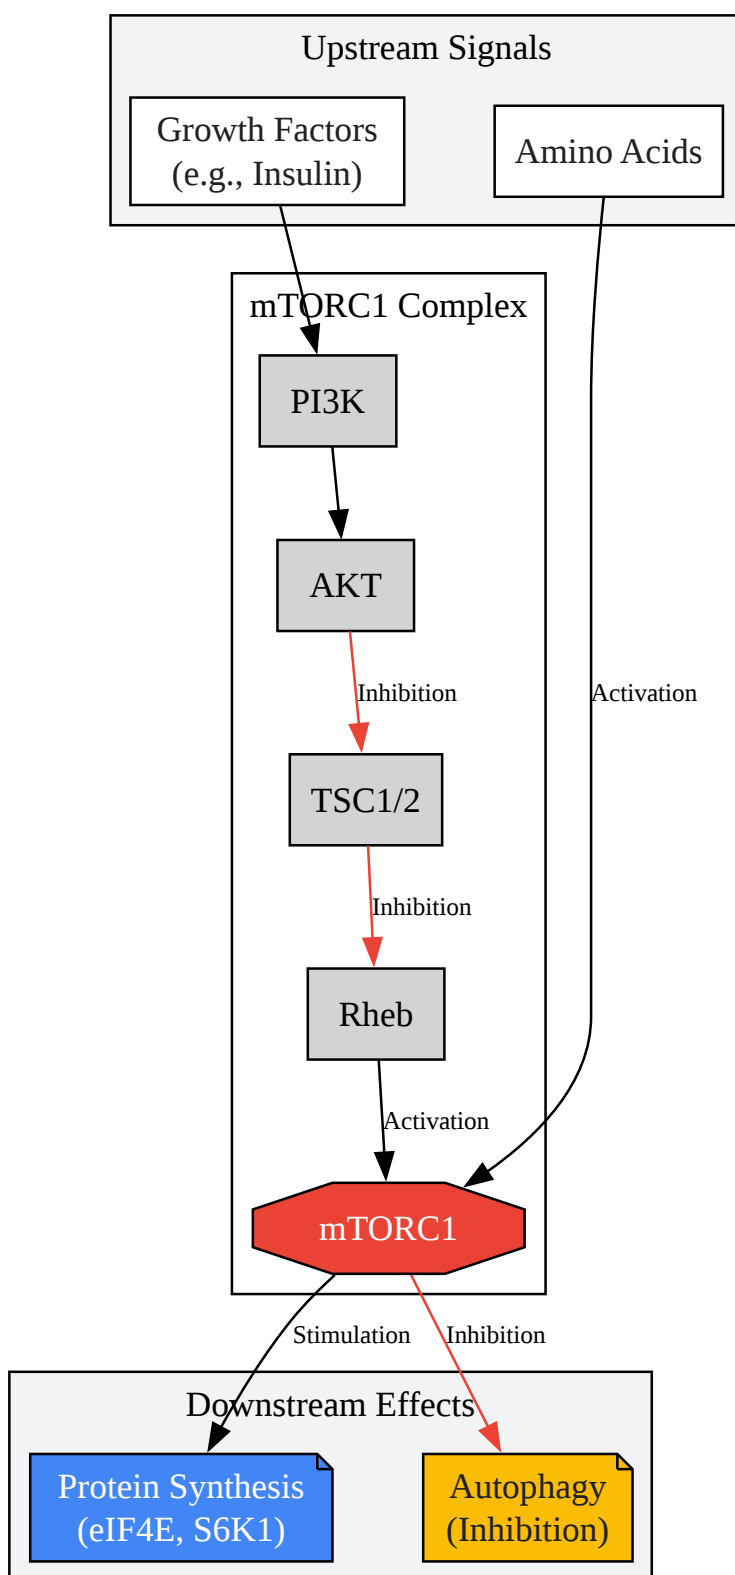 Upstream Signals
Growth Factors
(e.g., Insulin)
Amino Acids
mTORC1 Complex
PI3K
AKT
Inhibition
Activation
TSC1/2
Inhibition
Rheb
Activation
mTORC1
Stimulation
Inhibition
Downstream Effects
Protein Synthesis
(eIF4E, S6K1)
Autophagy
(Inhibition)